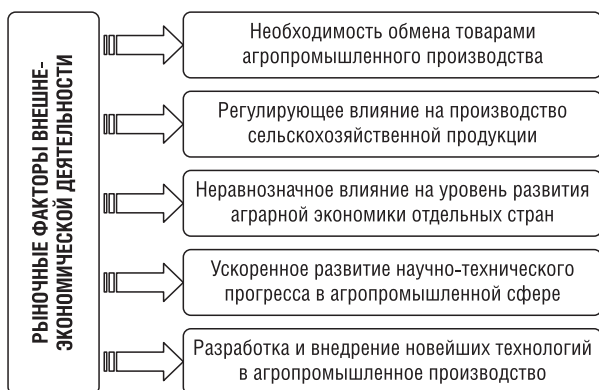 РЫНОЧНЫЕ ФАКТОРЫ ВНЕШНЕ-
ЭКОНОМИЧЕСКОЙ ДЕЯТЕЛЬНОСТИ
Необходимость обмена товарами
агропромышленного производства
Регулирующее влияние на производство
сельскохозяйственной продукции
Неравнозначное влияние на уровень развития
аграрной экономики отдельных стран
Ускоренное развитие научно-технического
прогресса в агропромышленной сфере
Разработка и внедрение новейших технологий
в агропромышленное производство